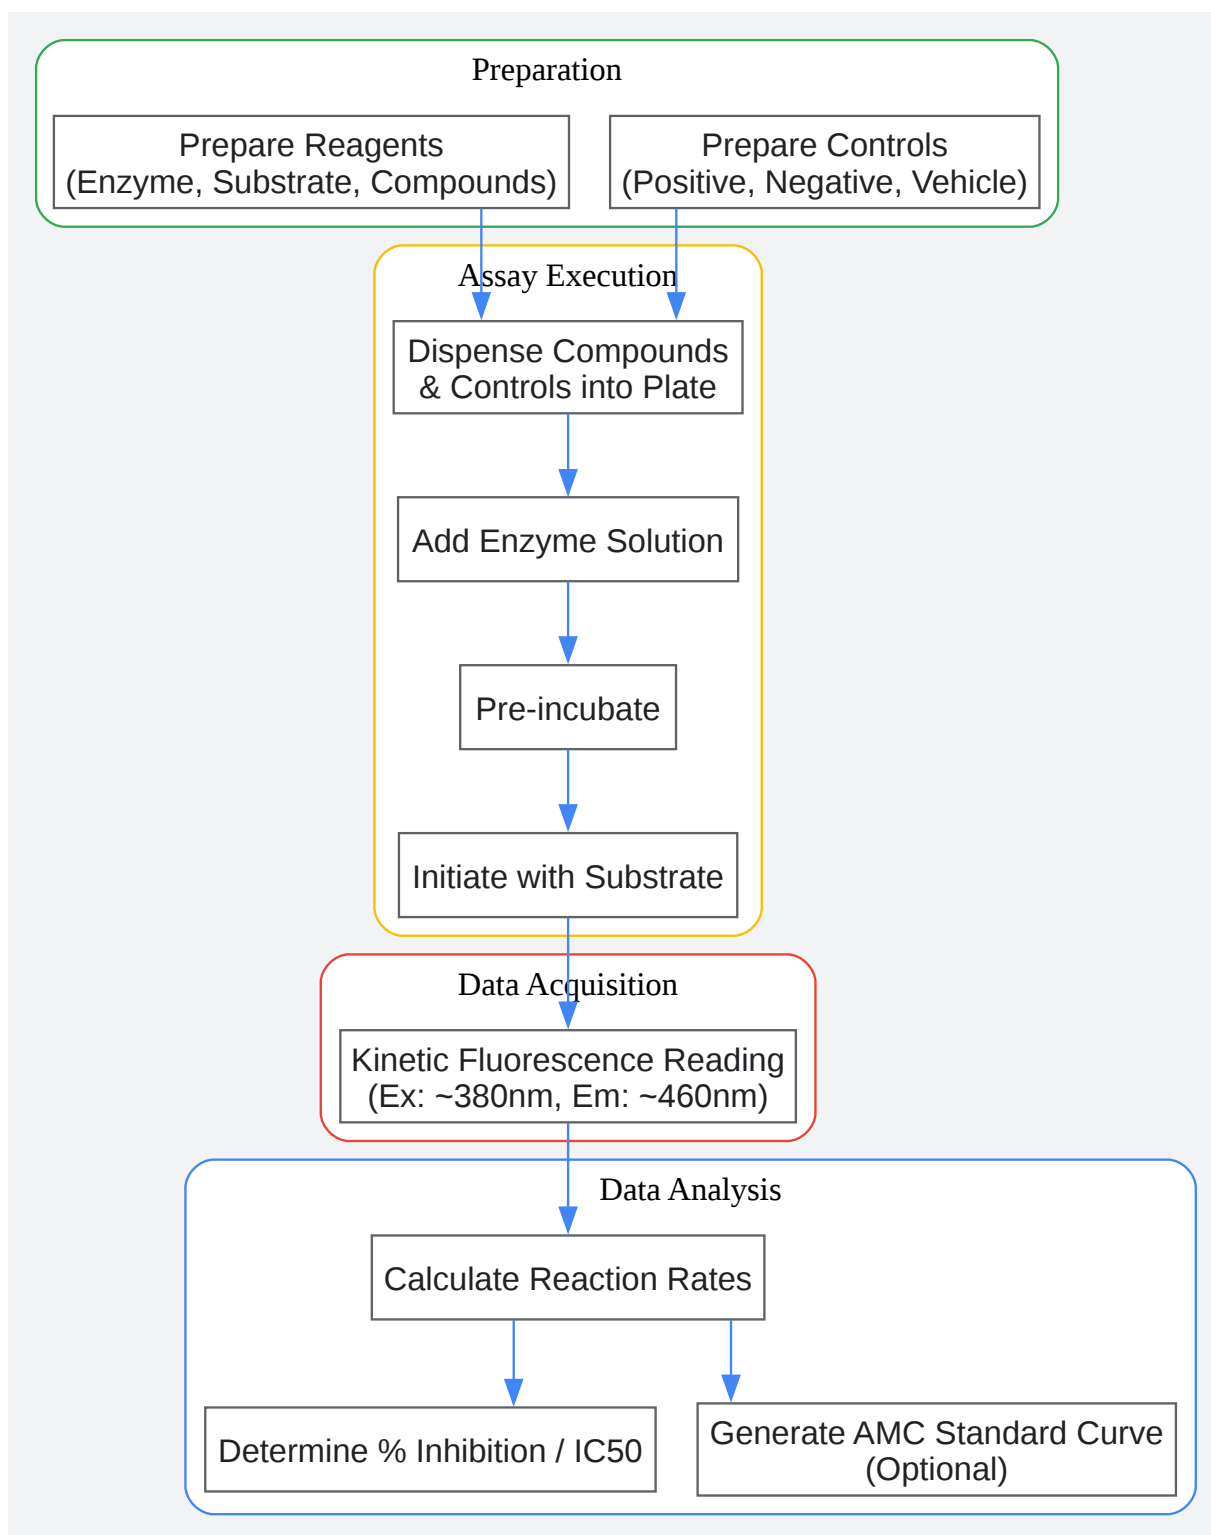 Preparation
Prepare Reagents
(Enzyme, Substrate, Compounds)
Prepare Controls
(Positive, Negative, Vehicle)
Assay Execution
Dispense Compounds
& Controls into Plate
Add Enzyme Solution
Pre-incubate
Initiate with Substrate
Data Acquisition
Kinetic Fluorescence Reading
(Ex: ~380nm, Em: ~460nm)
Data Analysis
Calculate Reaction Rates
Determine % Inhibition / IC50
Generate AMC Standard Curve
(Optional)